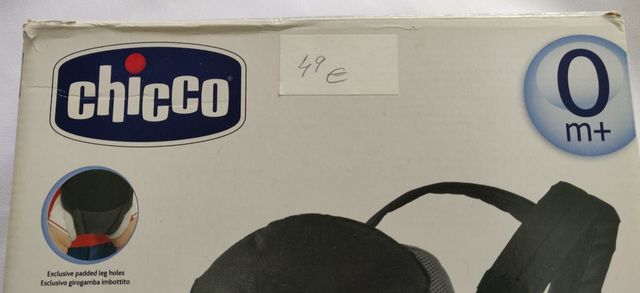 chicco
49 €
0
m+
Exclusive padded leg holes
Esclusivo girogamba imbottito